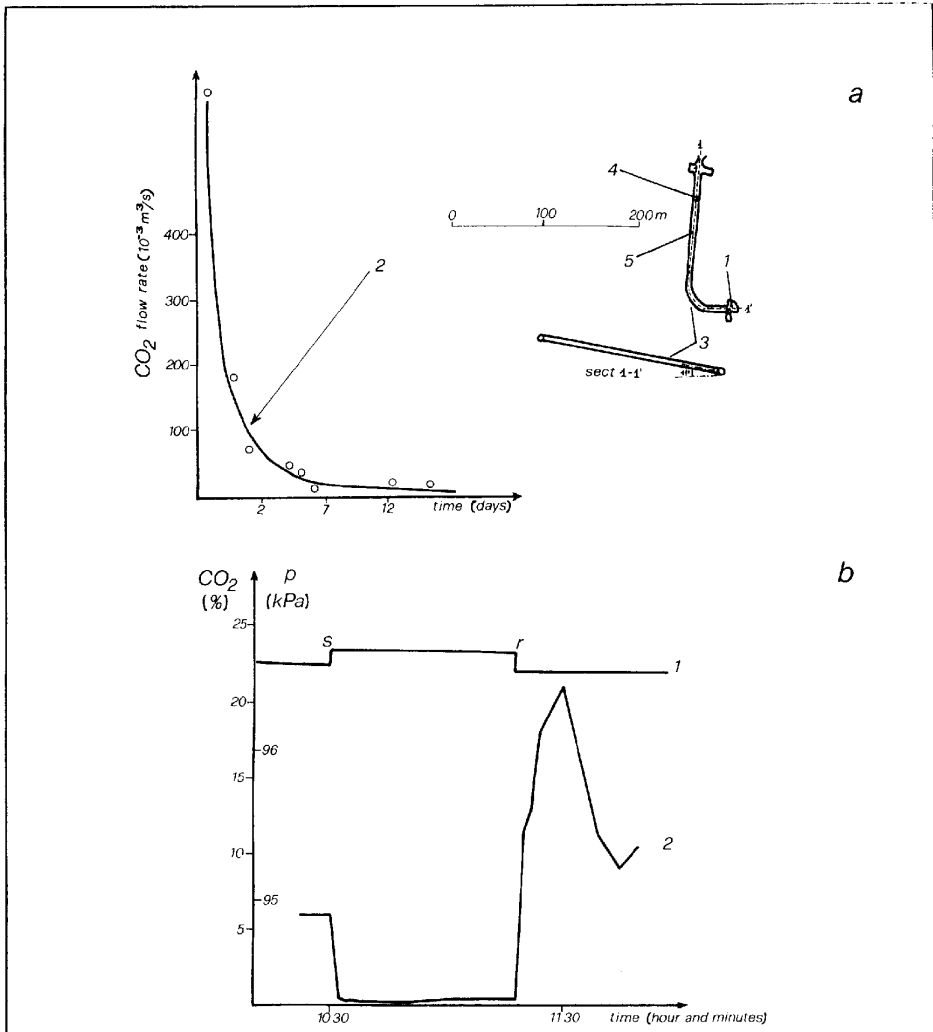 a
CO₂ flow rate (10⁻³ m³/s)
400
300
200
100
2
2
7
12
time (days)
0
100
200 m
1
4
5
1
1'
3
sect 1-1'
b
CO₂
(%)
p
(kPa)
25
20
15
10
5
96
95
s
r
1
2
10 30
11 30
time (hour and minutes)